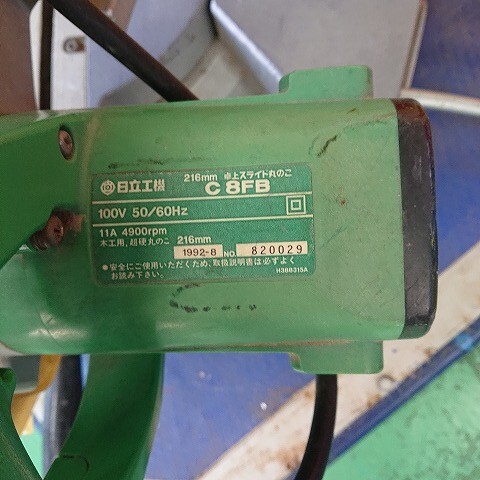 216mm 卓上スライド丸のこ
日立工機 C 8FB
100V 50/60Hz
11A 4900rpm
木工用, 超硬丸のこ 216mm
1992-8 NO. 820029
●安全にご使用いただくため、取扱説明書は必ずよく
お読み下さい。
H3BB215A